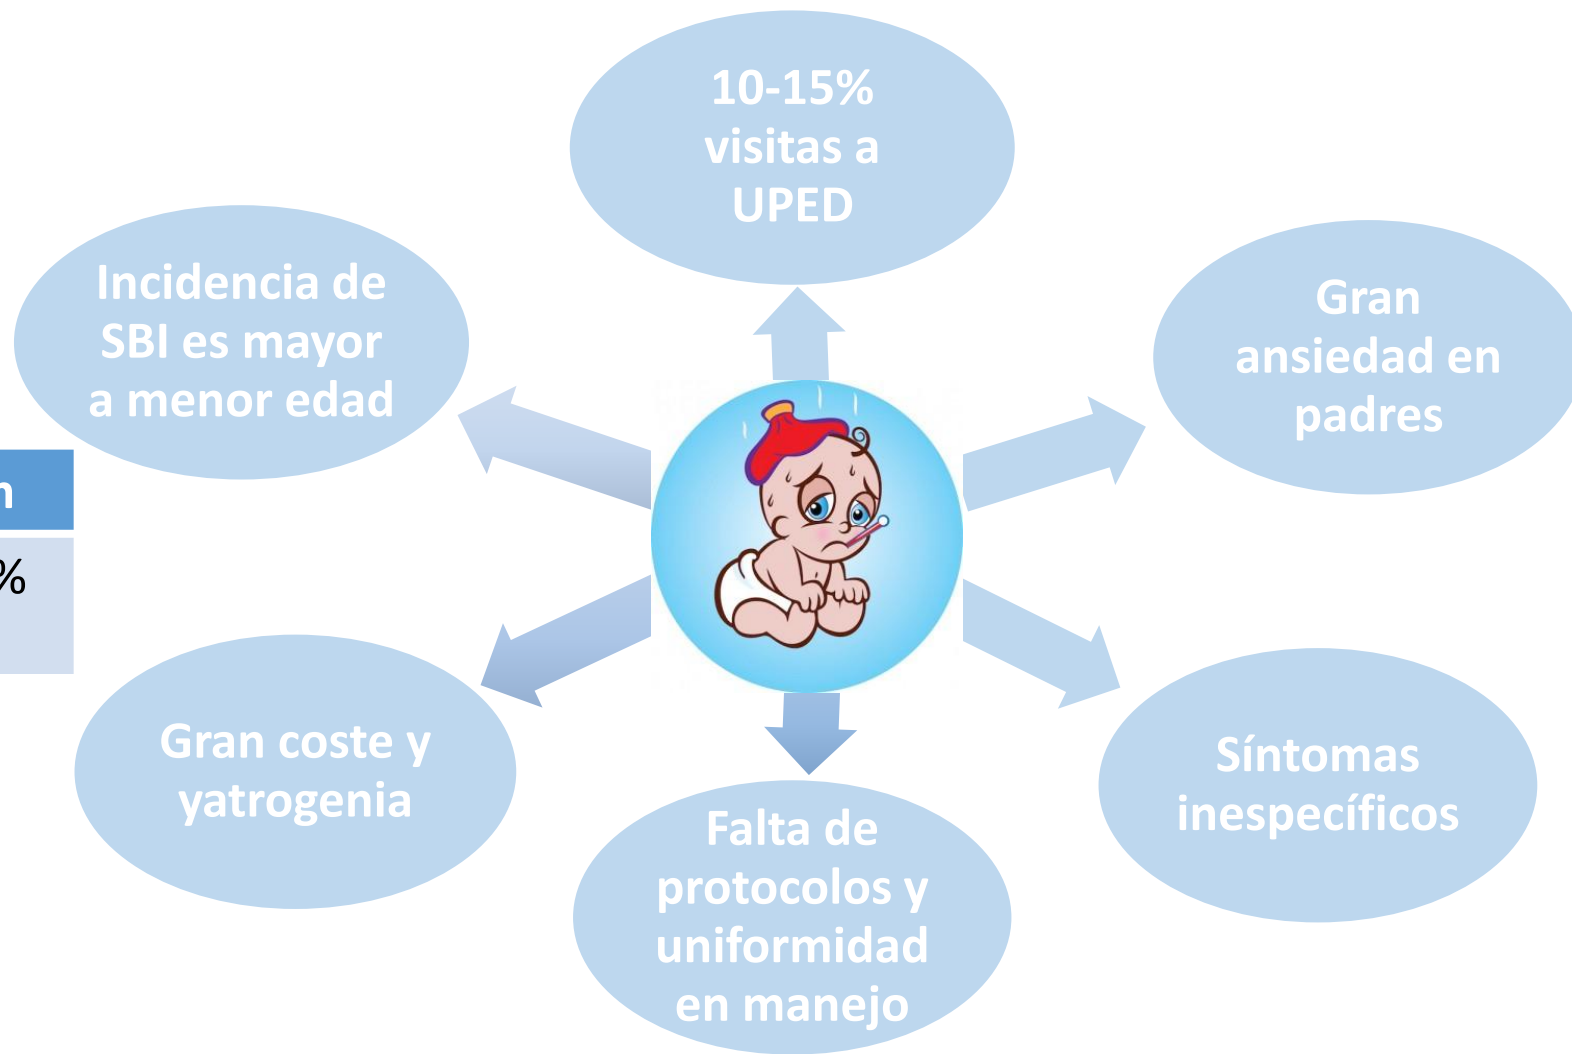 10-15%
visitas a
UPED
Incidencia de
SBI es mayor
a menor edad
Gran
ansiedad en
padres
n
%
Gran coste y
yatrogenia
Síntomas
inespecíficos
Falta de
protocolos y
uniformidad
en manejo